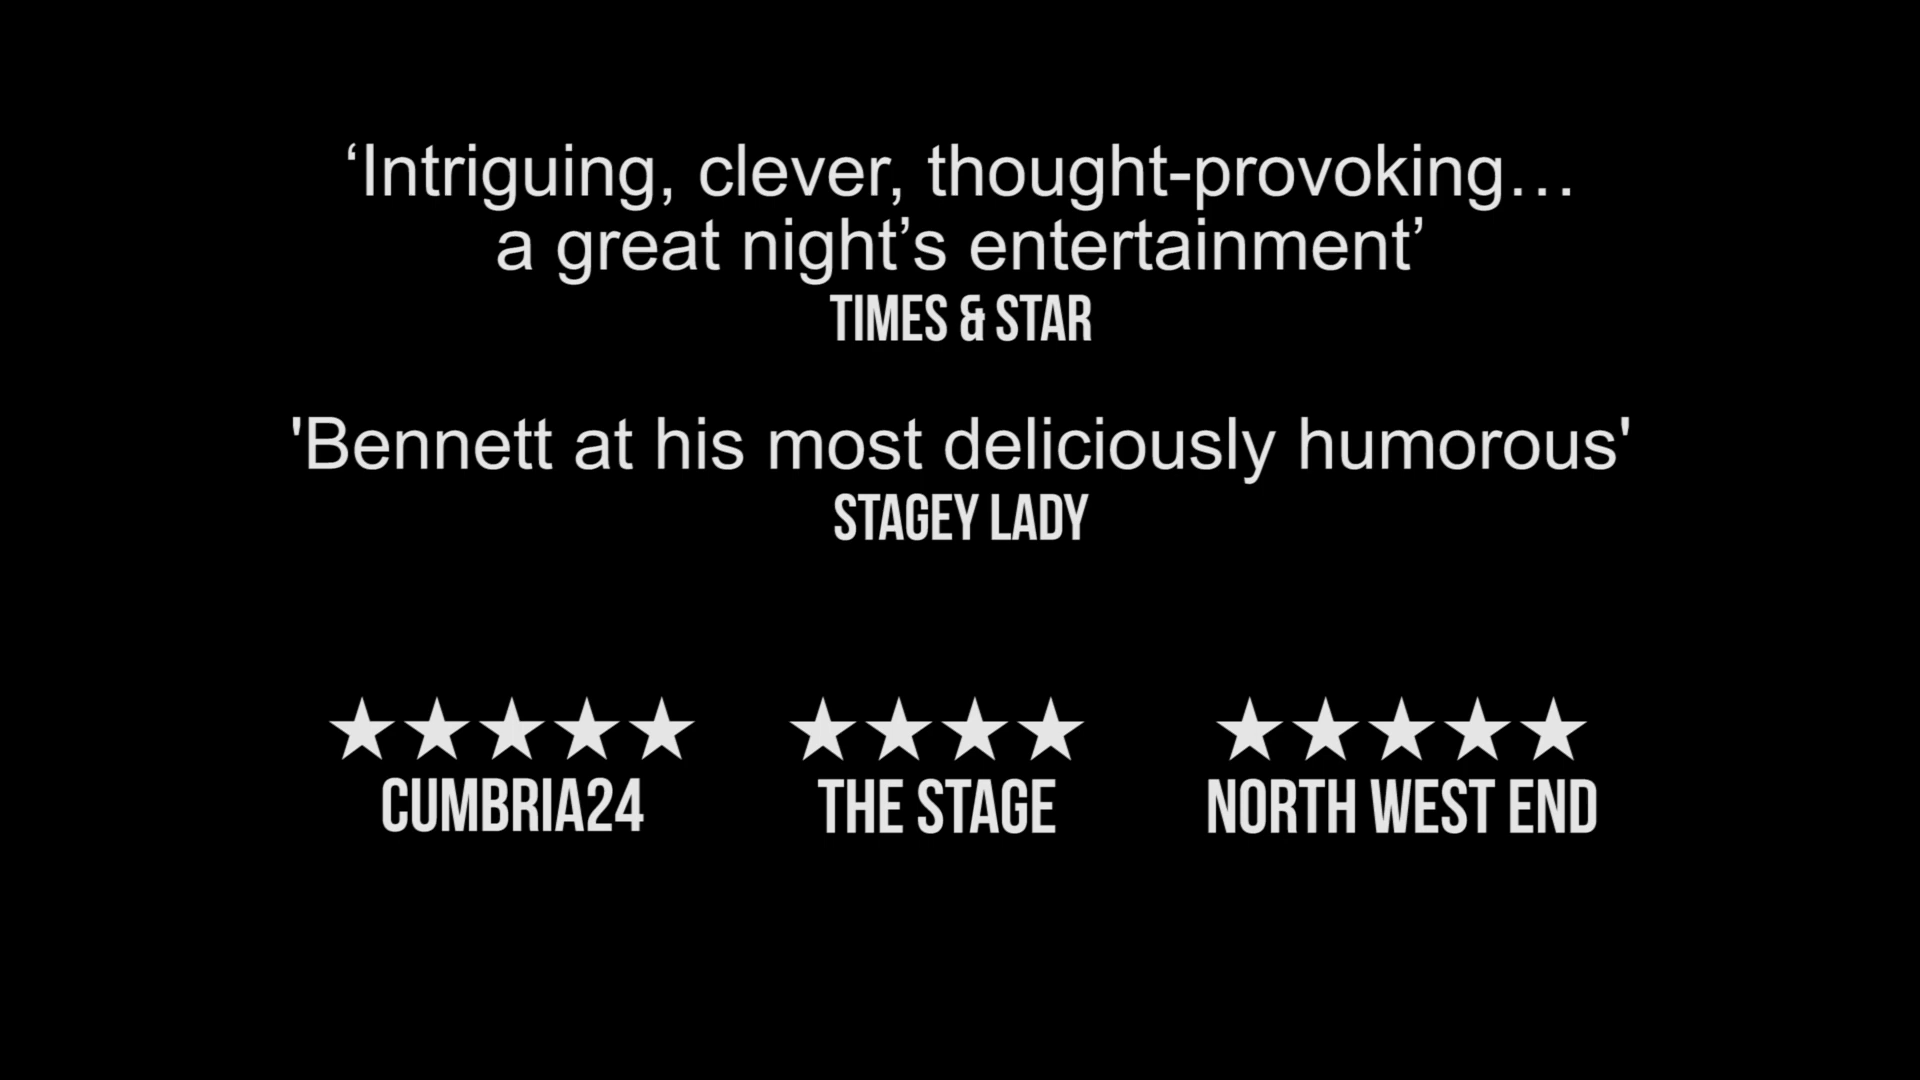 ‘Intriguing, clever, thought-provoking…
a great night’s entertainment’
TIMES & STAR
'Bennett at his most deliciously humorous'
STAGEY LADY
★★★★★ ★★★★ ★★★★★
CUMBRIA24 THE STAGE NORTH WEST END